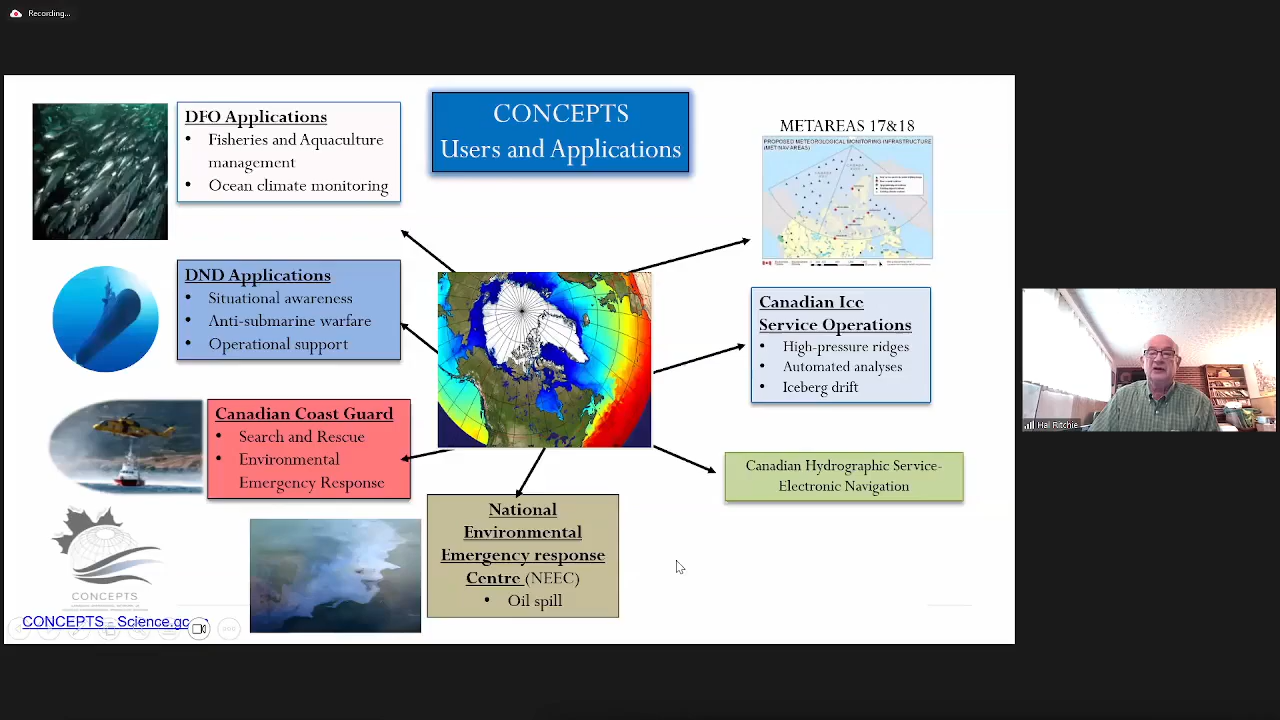 Recording...
CONCEPTS
Users and Applications
DFO Applications
• Fisheries and Aquaculture
management
• Ocean climate monitoring
METAREAS 17&18
PROPOSED METEOROLOGICAL MONITORING INFRASTRUCTURE
(MET/NAV AREAS)
DND Applications
• Situational awareness
• Anti-submarine warfare
• Operational support
Canadian Ice
Service Operations
• High-pressure ridges
• Automated analyses
• Iceberg drift
Canadian Coast Guard
• Search and Rescue
• Environmental
Emergency Response
Hal Ritchie
Canadian Hydrographic Service-
Electronic Navigation
National
Environmental
Emergency response
Centre (NEEC)
• Oil spill
CONCEPTS
CONCEPTS Science.gc